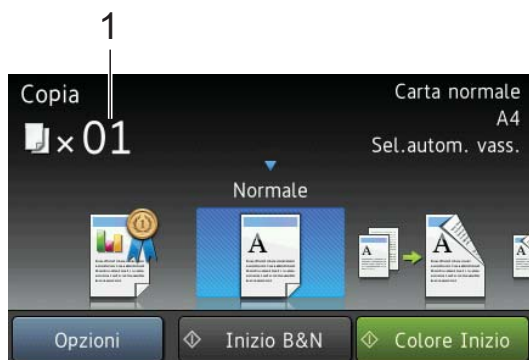 1
Copia
× 01
Carta normale
A4
Sel.autom. vass.
Normale
A
A
Opzioni
Inizio B&N
Colore Inizio